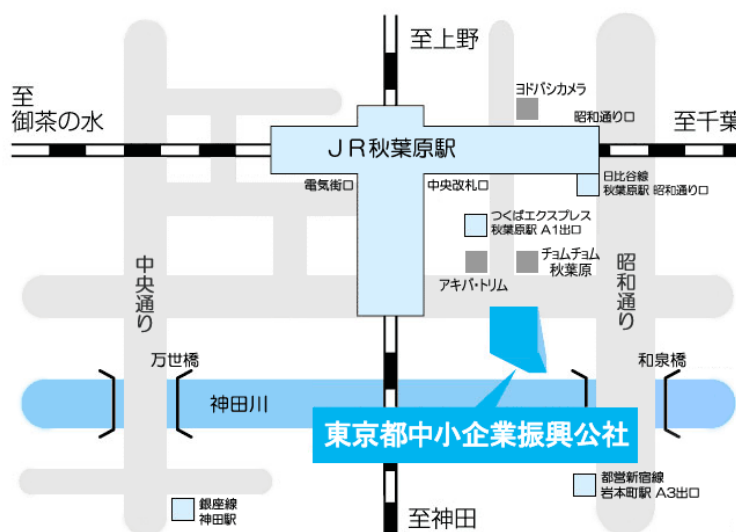 至上野
ヨドバシカメラ
至
御茶の水
昭和通り口
至千葉
JR秋葉原駅
電気街口
中央改札口
日比谷線
秋葉原駅 昭和通り口
つくばエクスプレス
秋葉原駅 A1出口
チョムチョム
秋葉原
アキバ・トリム
中央通り
昭和通り
万世橋
和泉橋
神田川
東京都中小企業振興公社
都営新宿線
岩本町駅 A3出口
銀座線
神田駅
至神田